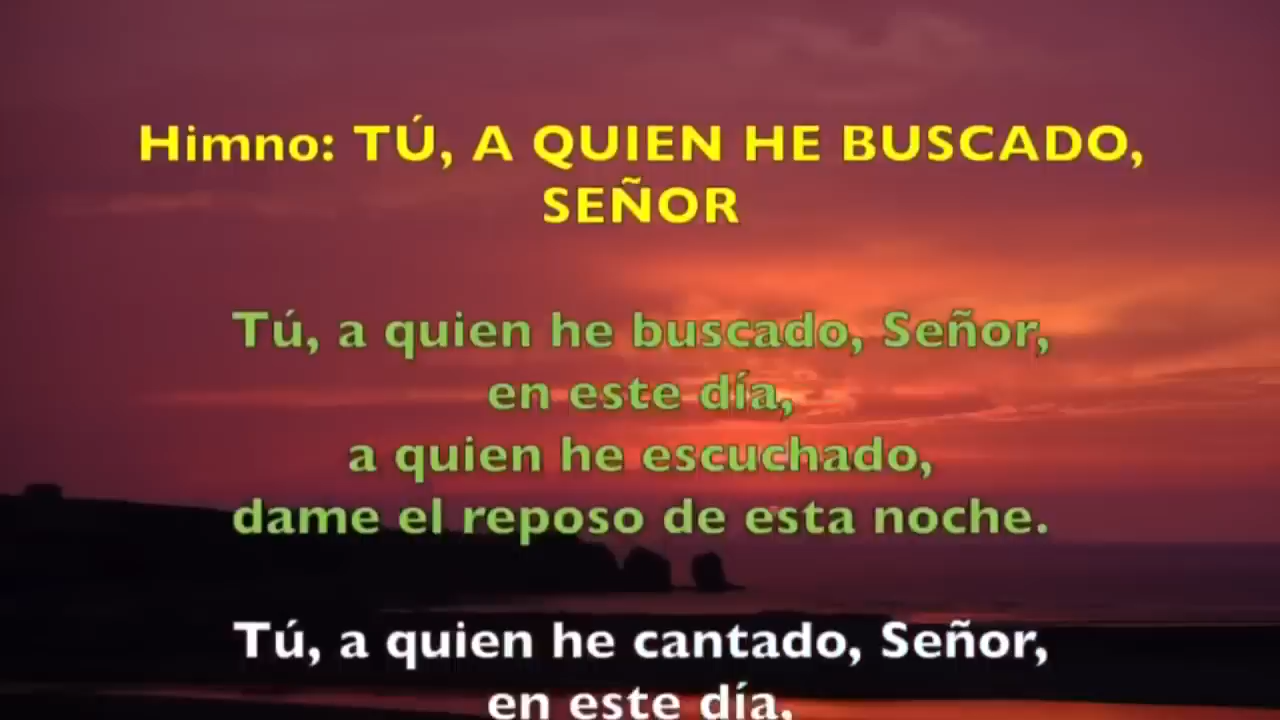 Himno: TÚ, A QUIEN HE BUSCADO,
SEÑOR
Tú, a quien he buscado, Señor,
en este día,
a quien he escuchado,
dame el reposo de esta noche.
Tú, a quien he cantado, Señor,
en este día,